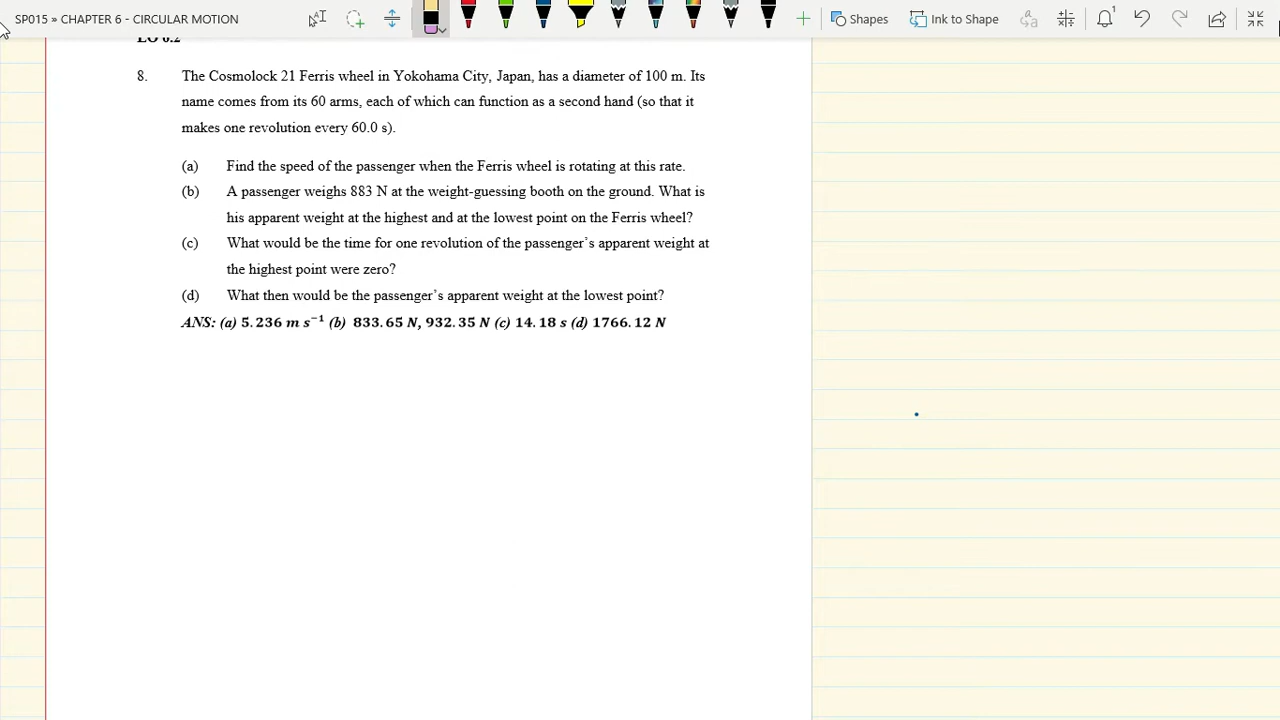 SP015 » CHAPTER 6 - CIRCULAR MOTION
Shapes
Ink to Shape
1
LO 6.2
8. The Cosmolock 21 Ferris wheel in Yokohama City, Japan, has a diameter of 100 m. Its
name comes from its 60 arms, each of which can function as a second hand (so that it
makes one revolution every 60.0 s).
(a) Find the speed of the passenger when the Ferris wheel is rotating at this rate.
(b) A passenger weighs 883 N at the weight-guessing booth on the ground. What is
his apparent weight at the highest and at the lowest point on the Ferris wheel?
(c) What would be the time for one revolution of the passenger's apparent weight at
the highest point were zero?
(d) What then would be the passenger's apparent weight at the lowest point?
ANS: (a) 5.236 m s⁻¹ (b) 833.65 N, 932.35 N (c) 14.18 s (d) 1766.12 N